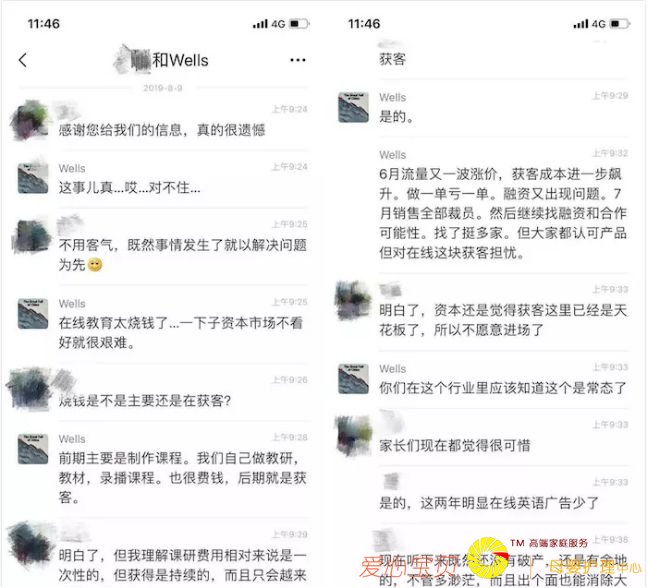 11:46
4G
和Wells
2019-8-9
上午9:24
感谢您给我们的信息，真的很遗憾
Wells
上午9:24
这事儿真...哎...对不住...
上午9:25
不用客气，既然事情发生了就以解决问题
为先
Wells
上午9:25
在线教育太烧钱了...一下子资本市场不看
好就很艰难。
上午9:26
烧钱是不是主要还是在获客？
Wells
上午9:28
前期主要是制作课程。我们自己做教研，
教材，录播课程。也很费钱，后期就是获
客。
上午9:29
明白了，但我理解课研费用相对来说是一
次性的，但获客是持续的，而且只会越来
11:46
4G
获客
Wells
上午9:29
是的。
Wells
上午9:32
6月流量又一波涨价，获客成本进一步飙
升。做一单亏一单。融资又出现问题。7
月销售全部裁员。然后继续找融资和合作
可能性。找了挺多家。但大家都认可产品
但对在线这块获客担忧。
上午9:33
明白了，资本还是觉得获客这里已经是天
花板了，所以不愿意进场了
Wells
上午9:33
你们在这个行业里应该知道这个是常态了
上午9:33
家长们现在都觉得很可惜
上午9:33
是的，这两年明显在线英语广告少了
上午9:38
TM 高端家庭服务
母婴护理中心
现在听下来既然还没有破产，还是有余地
的，不管多渺茫，而且出个面也能消除大